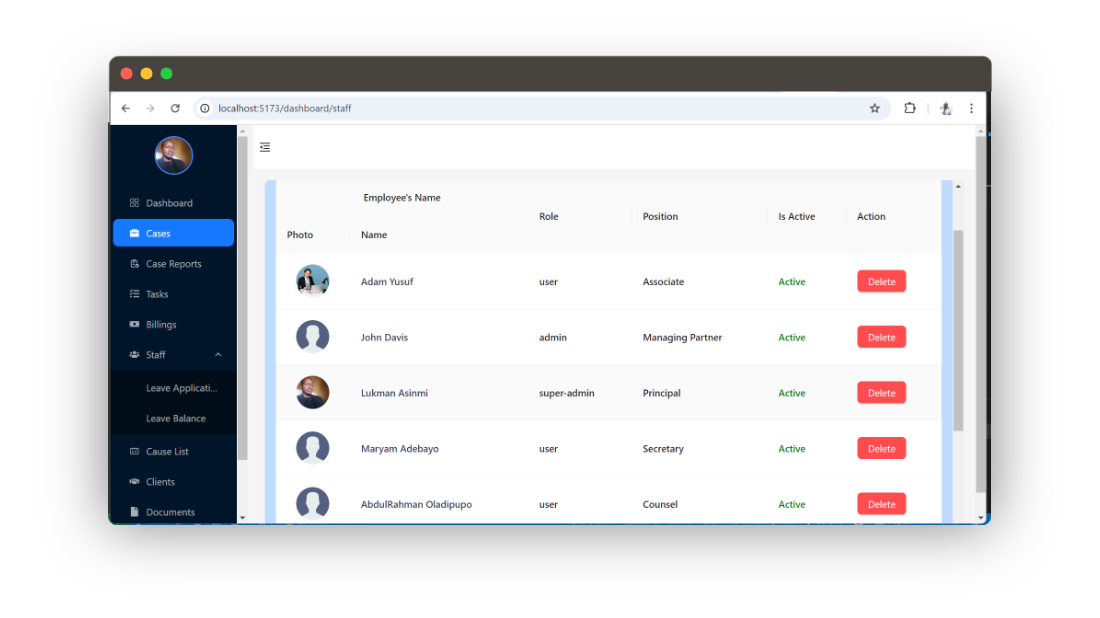 localhost:5173/dashboard/staff
Dashboard
Cases
Case Reports
Tasks
Billings
Staff
Leave Applicati...
Leave Balance
Cause List
Clients
Documents
Employee's Name
Role Position Is Active Action
Photo Name
Adam Yusuf user Associate Active Delete
John Davis admin Managing Partner Active Delete
Lukman Asinmi super-admin Principal Active Delete
Maryam Adebayo user Secretary Active Delete
AbdulRahman Oladipupo user Counsel Active Delete